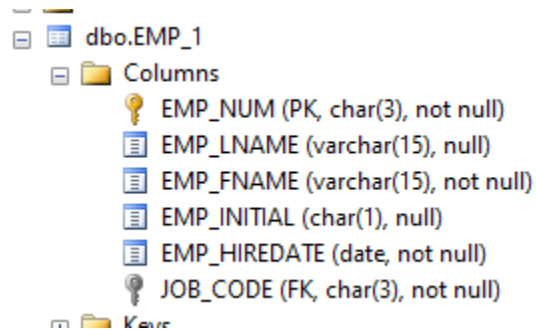 dbo.EMP_1
Columns
EMP_NUM (PK, char(3), not null)
EMP_LNAME (varchar(15), null)
EMP_FNAME (varchar(15), not null)
EMP_INITIAL (char(1), null)
EMP_HIREDATE (date, not null)
JOB_CODE (FK, char(3), not null)
Keys